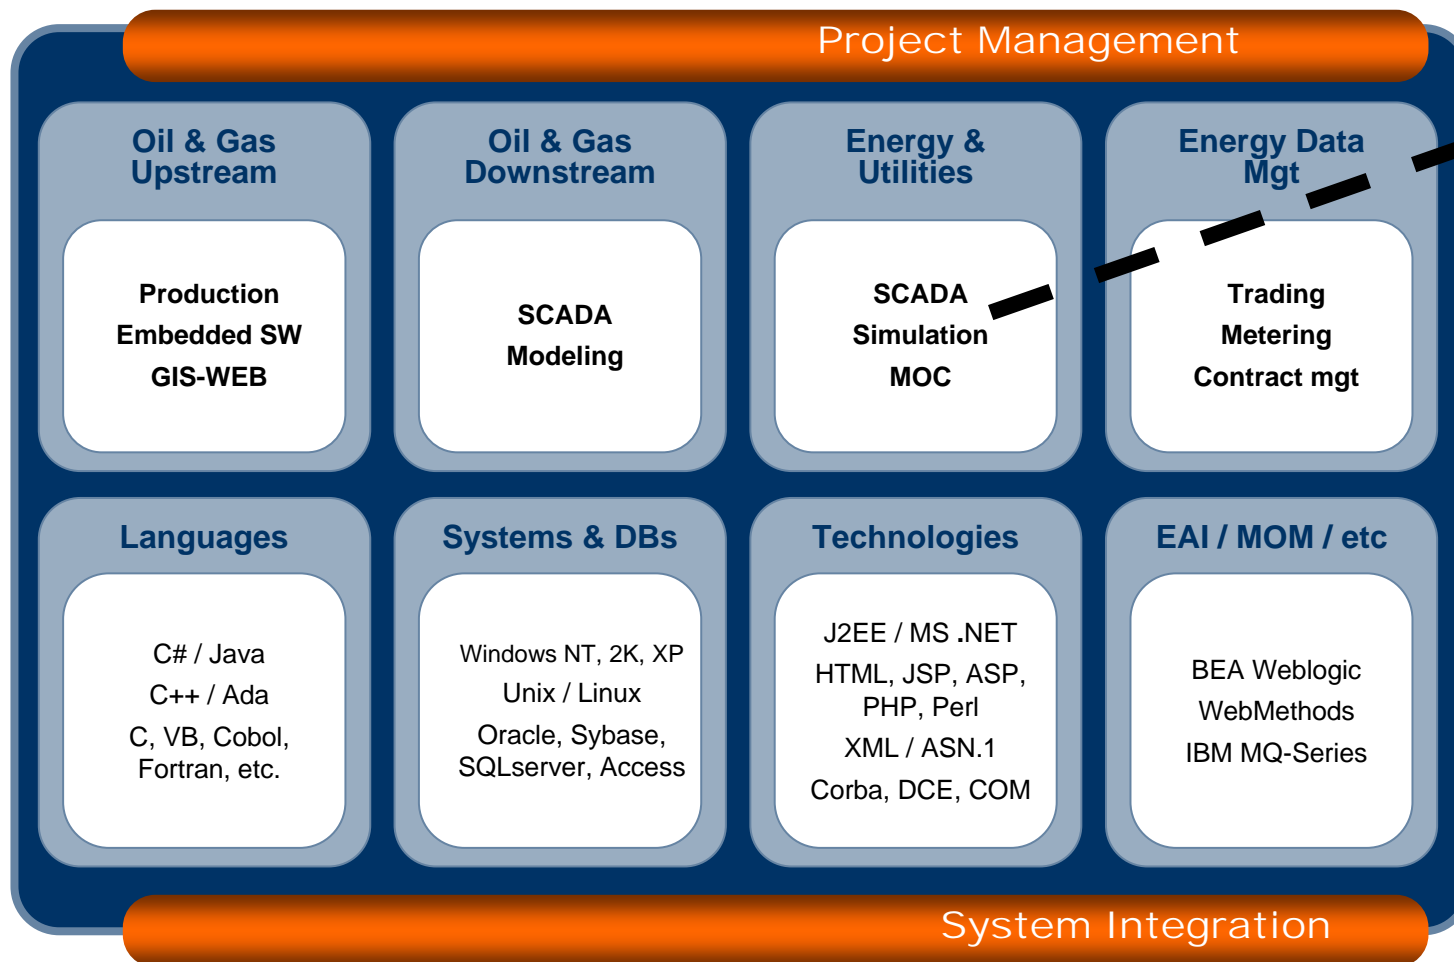 Project Management
Oil & Gas
Upstream
Production
Embedded SW
GIS-WEB
Oil & Gas
Downstream
SCADA
Modeling
Energy &
Utilities
SCADA
Simulation
MOC
Energy Data
Mgt
Trading
Metering
Contract mgt
Languages
C# / Java
C++ / Ada
C, VB, Cobol,
Fortran, etc.
Systems & DBs
Windows NT, 2K, XP
Unix / Linux
Oracle, Sybase,
SQLserver, Access
Technologies
J2EE / MS .NET
HTML, JSP, ASP,
PHP, Perl
XML / ASN.1
Corba, DCE, COM
EAI / MOM / etc
BEA Weblogic
WebMethods
IBM MQ-Series
System Integration